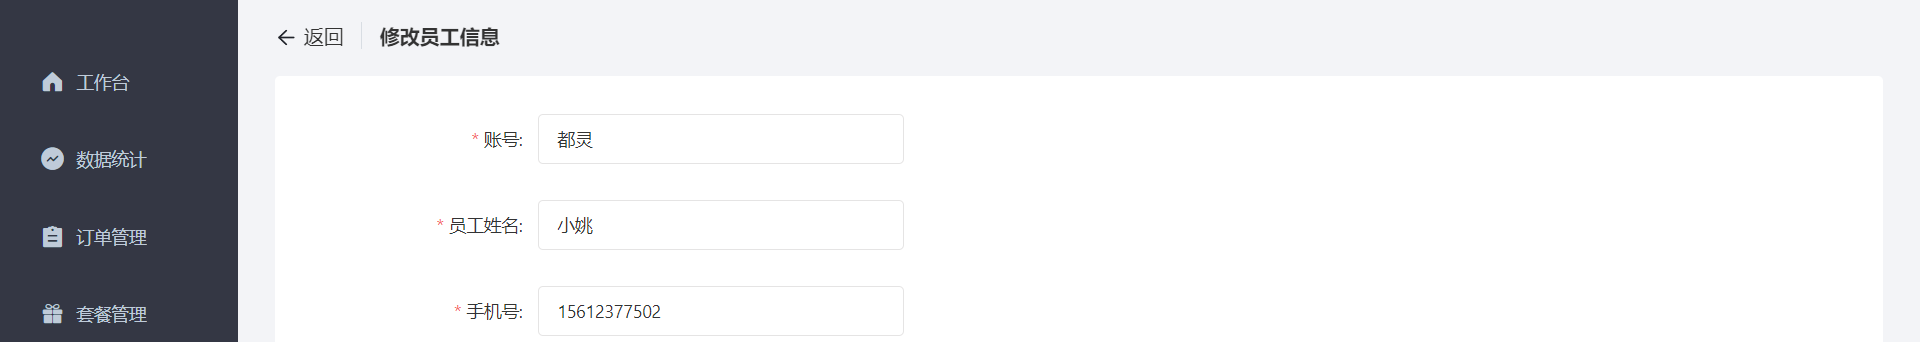 返回 修改员工信息
工作台
数据统计
订单管理
套餐管理
* 账号: 都灵
* 员工姓名: 小姚
* 手机号: 15612377502